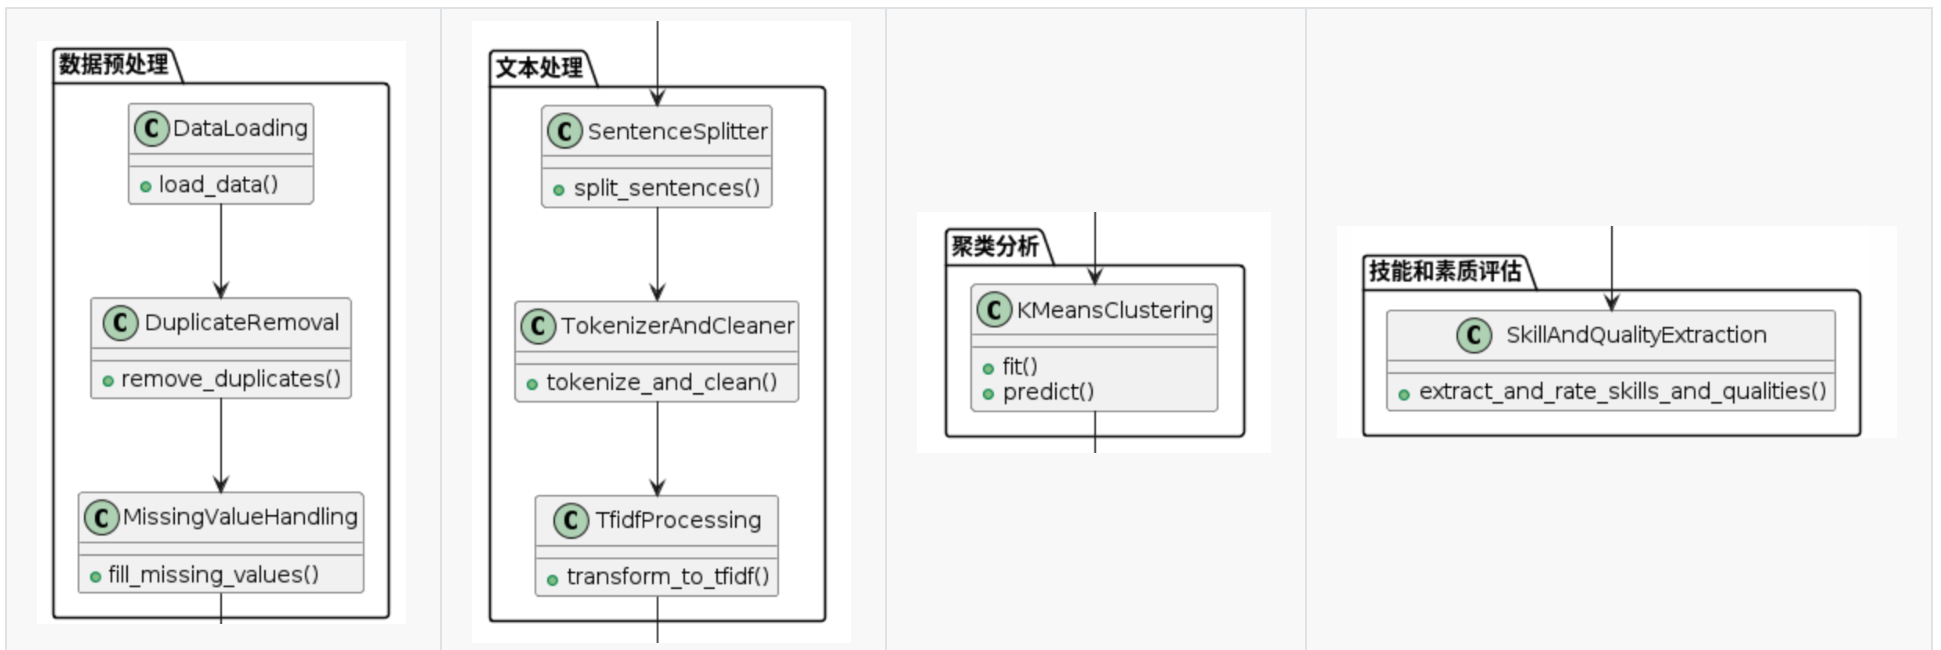 数据预处理
C DataLoading
load_data()
C DuplicateRemoval
remove_duplicates()
C MissingValueHandling
fill_missing_values()
文本处理
C SentenceSplitter
split_sentences()
C TokenizerAndCleaner
tokenize_and_clean()
C TfidfProcessing
transform_to_tfidf()
聚类分析
C KMeansClustering
fit()
predict()
技能和素质评估
C SkillAndQualityExtraction
extract_and_rate_skills_and_qualities()